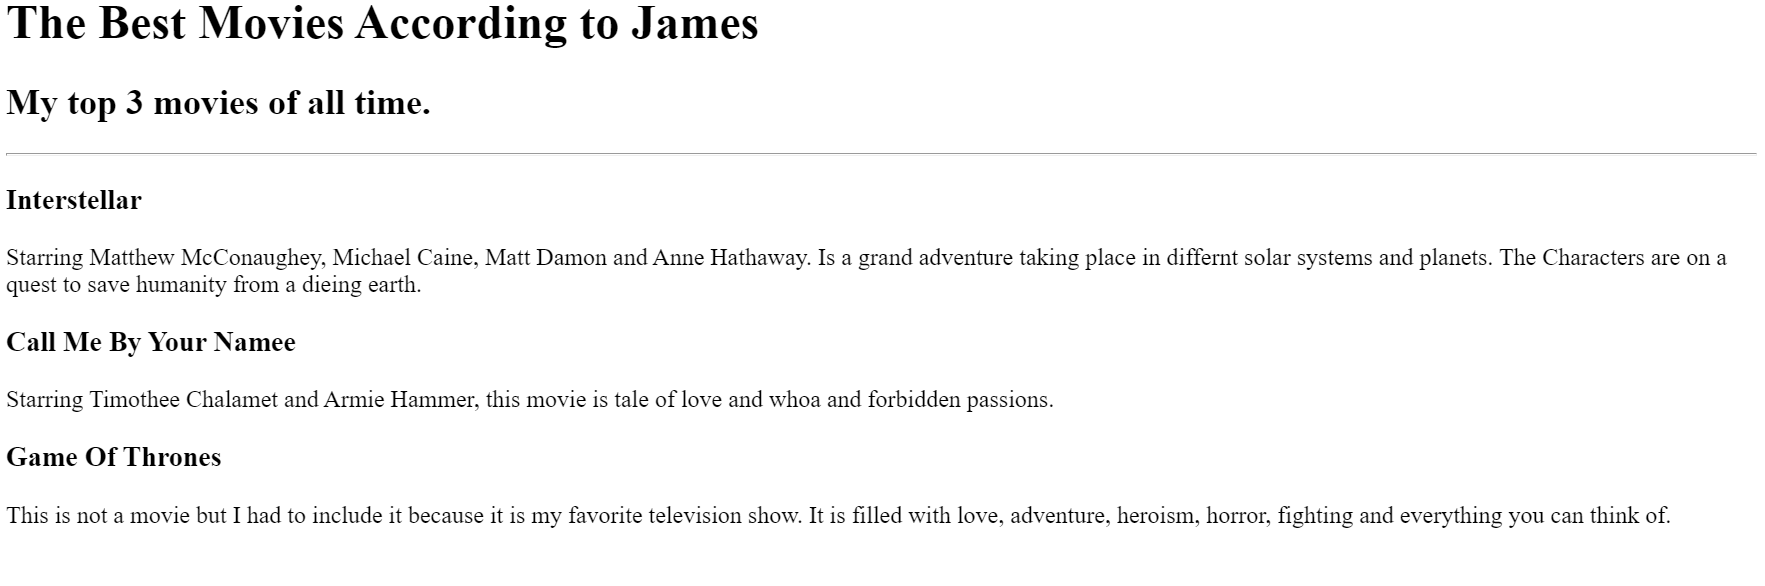 The Best Movies According to James
My top 3 movies of all time.
Interstellar
Starring Matthew McConaughey, Michael Caine, Matt Damon and Anne Hathaway. Is a grand adventure taking place in differnt solar systems and planets. The Characters are on a
quest to save humanity from a dieing earth.
Call Me By Your Namee
Starring Timothee Chalamet and Armie Hammer, this movie is tale of love and whoa and forbidden passions.
Game Of Thrones
This is not a movie but I had to include it because it is my favorite television show. It is filled with love, adventure, heroism, horror, fighting and everything you can think of.